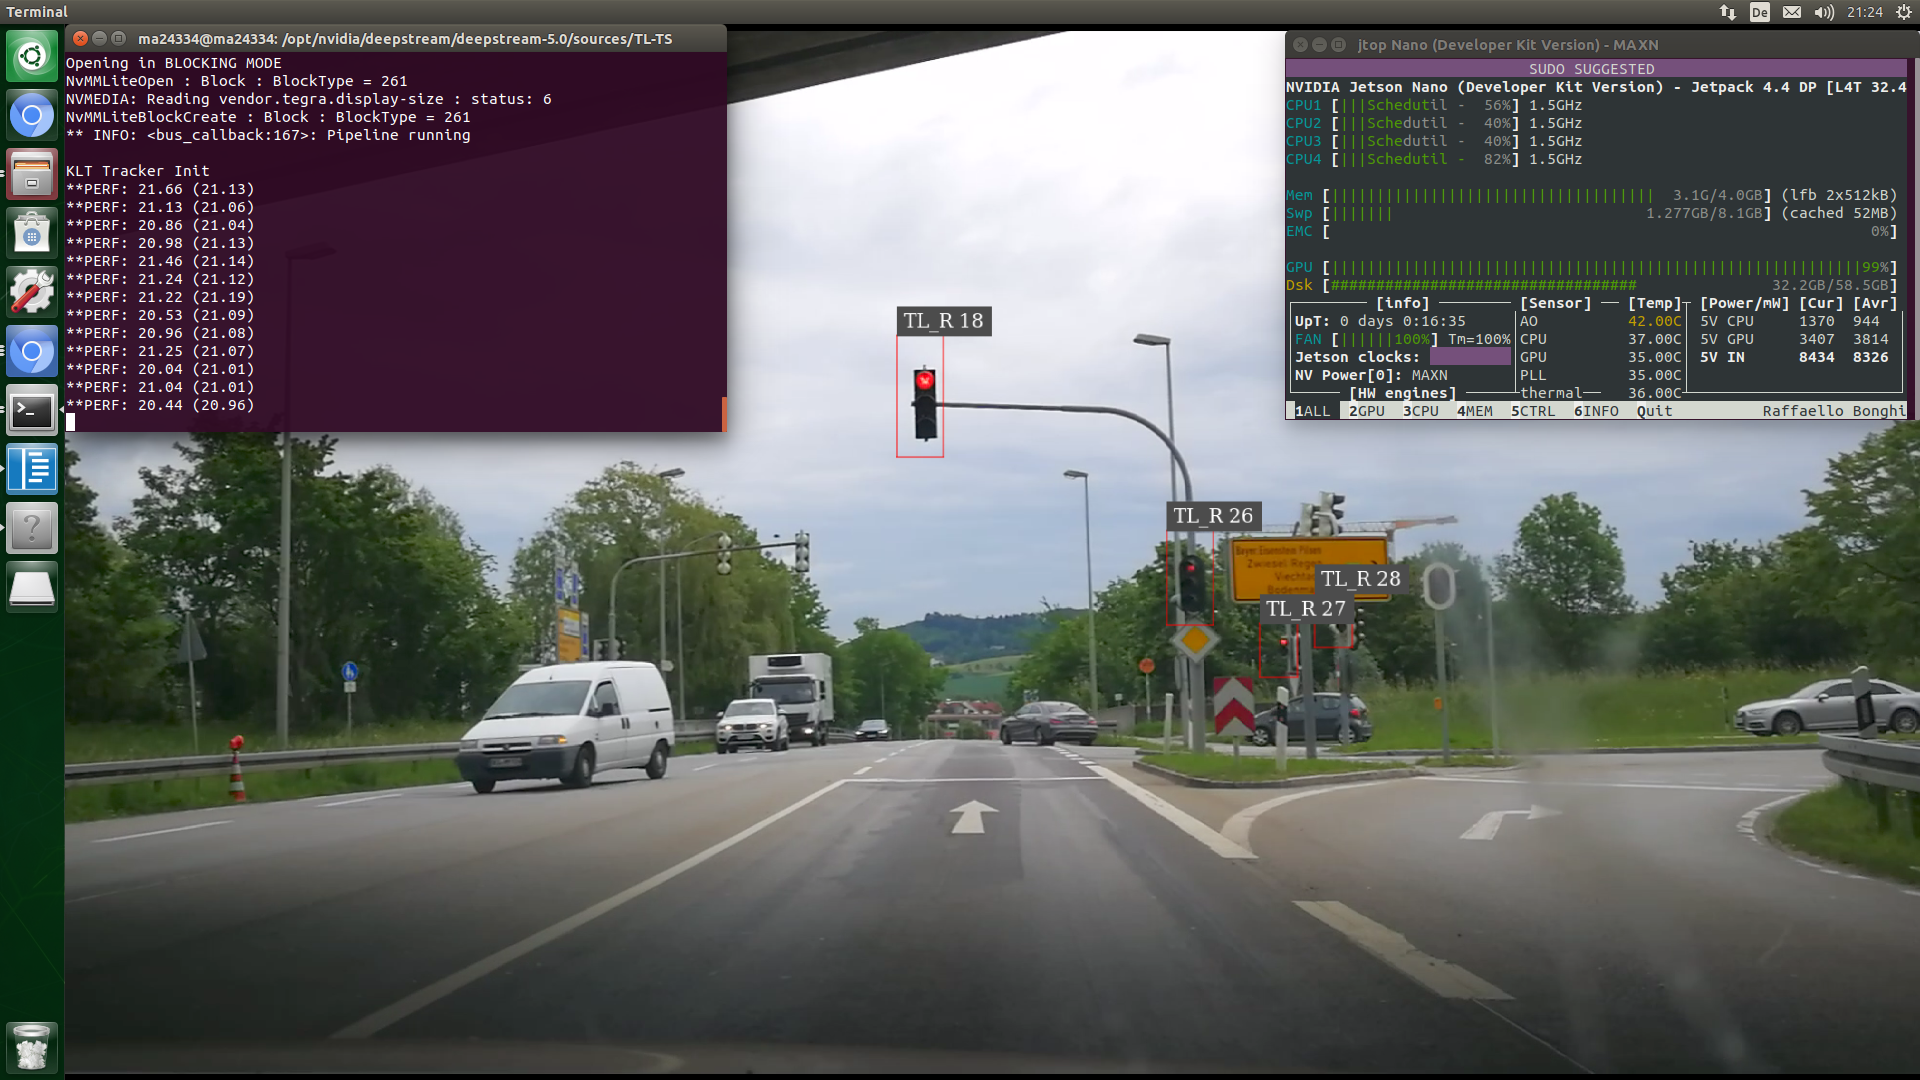 Terminal
De
21:24
ma24334@ma24334: /opt/nvidia/deepstream/deepstream-5.0/sources/TL-TS
Opening in BLOCKING MODE
NvMMLiteOpen : Block : BlockType = 261
NVMEDIA: Reading vendor.tegra.display-size : status: 6
NvMMLiteBlockCreate : Block : BlockType = 261
** INFO: <bus_callback:167>: Pipeline running
KLT Tracker Init
**PERF: 21.66 (21.13)
**PERF: 21.13 (21.06)
**PERF: 20.86 (21.04)
**PERF: 20.98 (21.13)
**PERF: 21.46 (21.14)
**PERF: 21.24 (21.12)
**PERF: 21.22 (21.19)
**PERF: 20.53 (21.09)
**PERF: 20.96 (21.08)
**PERF: 21.25 (21.07)
**PERF: 20.04 (21.01)
**PERF: 21.04 (21.01)
**PERF: 20.44 (20.96)
jtop Nano (Developer Kit Version) - MAXN
SUDO SUGGESTED
NVIDIA Jetson Nano (Developer Kit Version) - Jetpack 4.4 DP [L4T 32.4
CPU1 [|||Schedutil - 56%] 1.5GHz
CPU2 [|||Schedutil - 40%] 1.5GHz
CPU3 [|||Schedutil - 40%] 1.5GHz
CPU4 [|||Schedutil - 82%] 1.5GHz
Mem [|||||||||||||||||||||||||||||||||||| 3.1G/4.0GB] (lfb 2x512kB)
Swp [||||||| 1.277GB/8.1GB] (cached 52MB)
EMC [ 0%]
GPU [|||||||||||||||||||||||||||||||||||||||||||||||||||||||||||99%]
Dsk [################################## 32.2GB/58.5GB]
[info] [Sensor] [Temp] [Power/mW] [Cur] [Avr]
UpT: 0 days 0:16:35 AO 42.00C 5V CPU 1370 944
FAN [||||||100%] Tm=100% CPU 37.00C 5V GPU 3407 3814
Jetson clocks: GPU 35.00C 5V IN 8434 8326
NV Power[0]: MAXN PLL 35.00C
[HW engines] thermal 36.00C
1ALL 2GPU 3CPU 4MEM 5CTRL 6INFO Quit Raffaello Bonghi
TL_R 18
TL_R 26
Bayer Eisenstein Pilsen
Zwiesel Regen
Viechta
Bodenma
TL_R 28
TL_R 27